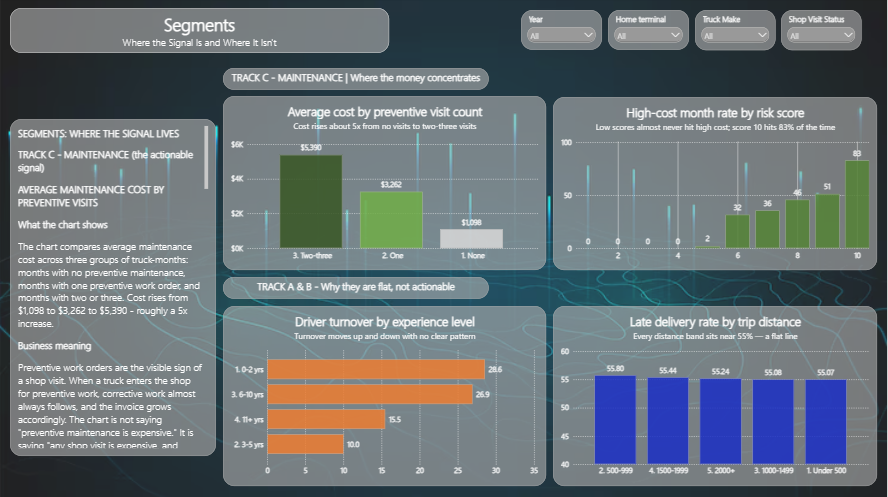 Segments
Where the Signal Is and Where It Isn't
Year
All
Home terminal
All
Truck Make
All
Shop Visit Status
All
TRACK C - MAINTENANCE | Where the money concentrates
SEGMENTS: WHERE THE SIGNAL LIVES
TRACK C - MAINTENANCE (the actionable
signal)
AVERAGE MAINTENANCE COST BY
PREVENTIVE VISITS
What the chart shows
The chart compares average maintenance
cost across three groups of truck-months:
months with no preventive maintenance,
months with one preventive work order, and
months with two or three. Cost rises from
$1,098 to $3,262 to $5,390 - roughly a 5x
increase.
Business meaning
Preventive work orders are the visible sign of
a shop visit. When a truck enters the shop
for preventive work, corrective work almost
always follows, and the invoice grows
accordingly. The chart is not saying
"preventive maintenance is expensive." It is
saying "any shop visit is expensive, and
Average cost by preventive visit count
Cost rises about 5x from no visits to two-three visits
$6K
$4K
$2K
$0K
$5,390
$3,262
$1,098
3. Two-three
2. One
1. None
High-cost month rate by risk score
Low scores almost never hit high cost; score 10 hits 83% of the time
100
50
0
0
0
0
0
2
32
36
46
51
83
2
4
6
8
10
TRACK A & B - Why they are flat, not actionable
Driver turnover by experience level
Turnover moves up and down with no clear pattern
1. 0-2 yrs
28.6
3. 6-10 yrs
26.9
4. 11+ yrs
15.5
2. 3-5 yrs
10.0
0
5
10
15
20
25
30
35
Late delivery rate by trip distance
Every distance band sits near 55% — a flat line
60
55
50
45
40
55.80
55.44
55.24
55.08
55.07
2. 500-999
4. 1500-1999
5. 2000+
3. 1000-1499
1. Under 500